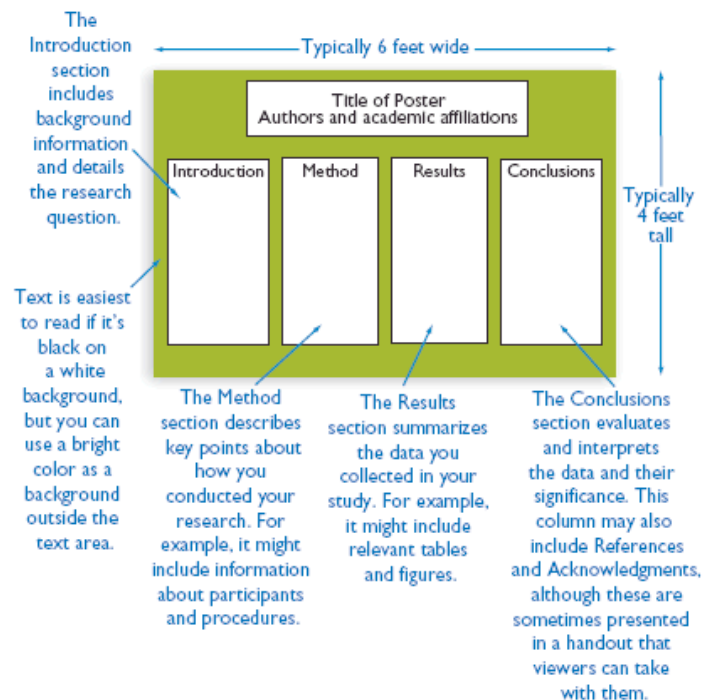 The
Introduction
section
includes
background
information
and details
the research
question.
Typically 6 feet wide
Title of Poster
Authors and academic affiliations
Introduction
Method
Results
Conclusions
Typically
4 feet
tall
Text is easiest
to read if it's
black on
a white
background,
but you can
use a bright
color as a
background
outside the
text area.
The Method
section describes
key points about
how you
conducted your
research. For
example, it might
include information
about participants
and procedures.
The Results
section summarizes
the data you
collected in your
study. For example,
it might include
relevant tables
and figures.
The Conclusions
section evaluates
and interprets
the data and their
significance. This
column may also
include References
and Acknowledgments,
although these are
sometimes presented
in a handout that
viewers can take
with them.